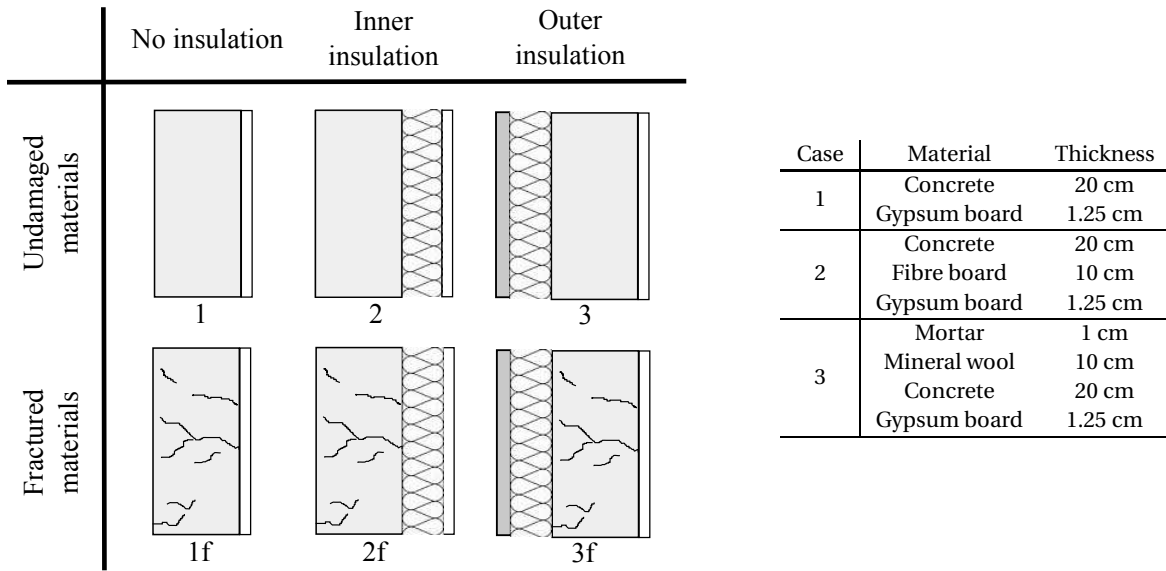 No insulation
Inner
insulation
Outer
insulation
Undamaged
materials
1
2
3
Fractured
materials
1f
2f
3f
Case Material Thickness
1
Concrete 20 cm
Gypsum board 1.25 cm
2
Concrete 20 cm
Fibre board 10 cm
Gypsum board 1.25 cm
3
Mortar 1 cm
Mineral wool 10 cm
Concrete 20 cm
Gypsum board 1.25 cm